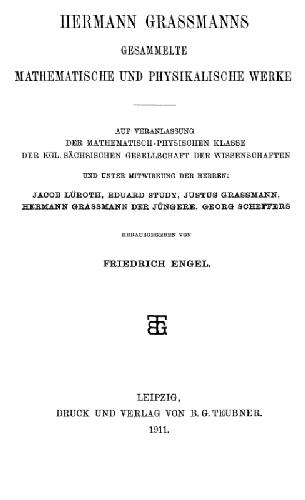 HERMANN GRASSMANNS
GESAMMELTE
MATHEMATISCHE UND PHYSIKALISCHE WERKE
AUF VERANLASSUNG
DER MATHEMATISCH-PHYSISCHEN KLASSE
DER KGL. SÄCHSISCHEN GESELLSCHAFT DER WISSENSCHAFTEN
UND UNTER MITWIRKUNG DER HERREN:
JACOB LÜROTH, EDUARD STUDY, JUSTUS GRASSMANN,
HERMANN GRASSMANN DER JÜNGERE, GEORG SCHEFFERS
HERAUSGEGEBEN VON
FRIEDRICH ENGEL.
LEIPZIG,
DRUCK UND VERLAG VON B. G. TEUBNER.
1911.